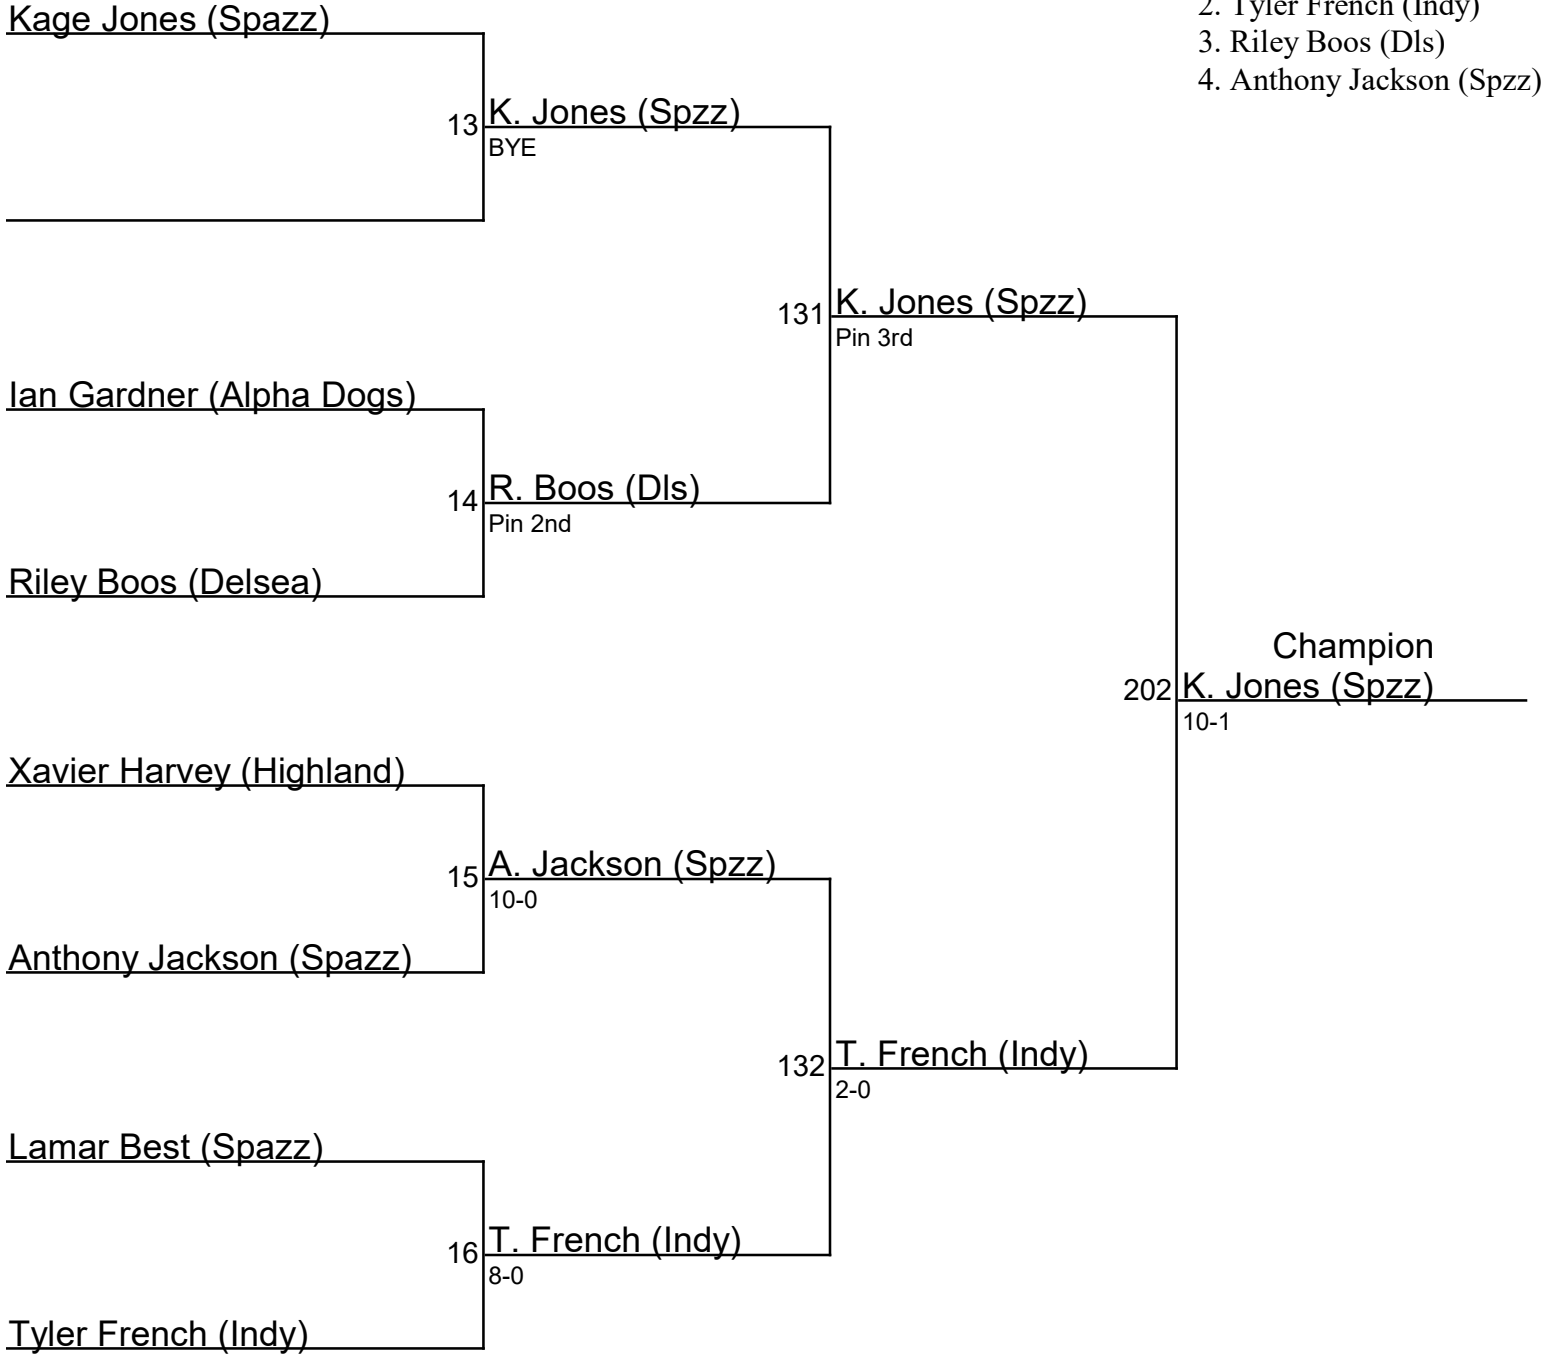 Kage Jones (Spazz)
2. Tyler French (Indy)
3. Riley Boos (Dls)
4. Anthony Jackson (Spzz)
13 K. Jones (Spzz)
BYE
131 K. Jones (Spzz)
Pin 3rd
Ian Gardner (Alpha Dogs)
14 R. Boos (Dls)
Pin 2nd
Riley Boos (Delsea)
Champion
202 K. Jones (Spzz)
10-1
Xavier Harvey (Highland)
15 A. Jackson (Spzz)
10-0
Anthony Jackson (Spazz)
132 T. French (Indy)
2-0
Lamar Best (Spazz)
16 T. French (Indy)
8-0
Tyler French (Indy)